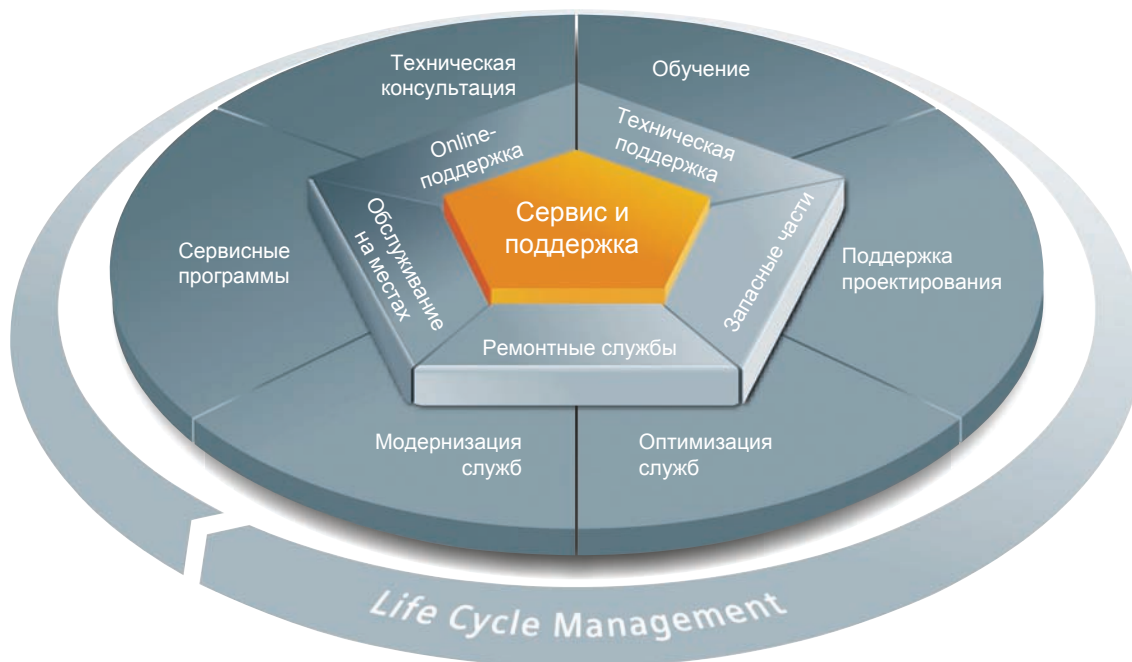 Техническая
консультация
Обучение
Online-
поддержка
Техническая
поддержка
Сервис и
поддержка
Обслуживание
на местах
Запасные части
Сервисные
программы
Поддержка
проектирования
Ремонтные службы
Модернизация
служб
Оптимизация
служб
Life Cycle Management